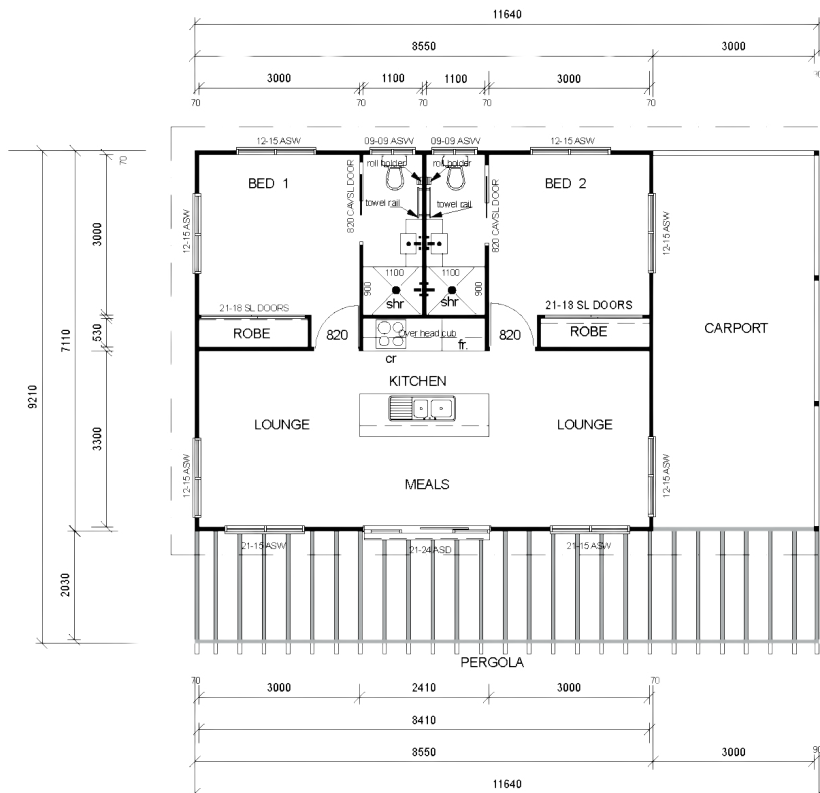 11640
8550 3000
3000 1100 1100 3000
70 70 70 70 70
12-15 ASW 09-09 ASW 09-09 ASW 12-15 ASW
70
roll holder roll holder
BED 1 BED 2
820 CAVSL DOOR 820 CAVSL DOOR
towel rail towel rail
12-15 ASW 12-15 ASW
3000
1100 1100
900 900
shr shr
21-18 SL DOORS 21-13 SL DOORS
ROBE 820 Over head cub 820 ROBE
CARPORT
530
cr fr.
7110
KITCHEN
9210
LOUNGE LOUNGE
3300
12-15 ASW 12-15 ASW
MEALS
21-15 ASW 21-24 ASD 21-15 ASW
2030
PERGOLA
70 70
3000 2410 3000
8410
8550 3000
11640